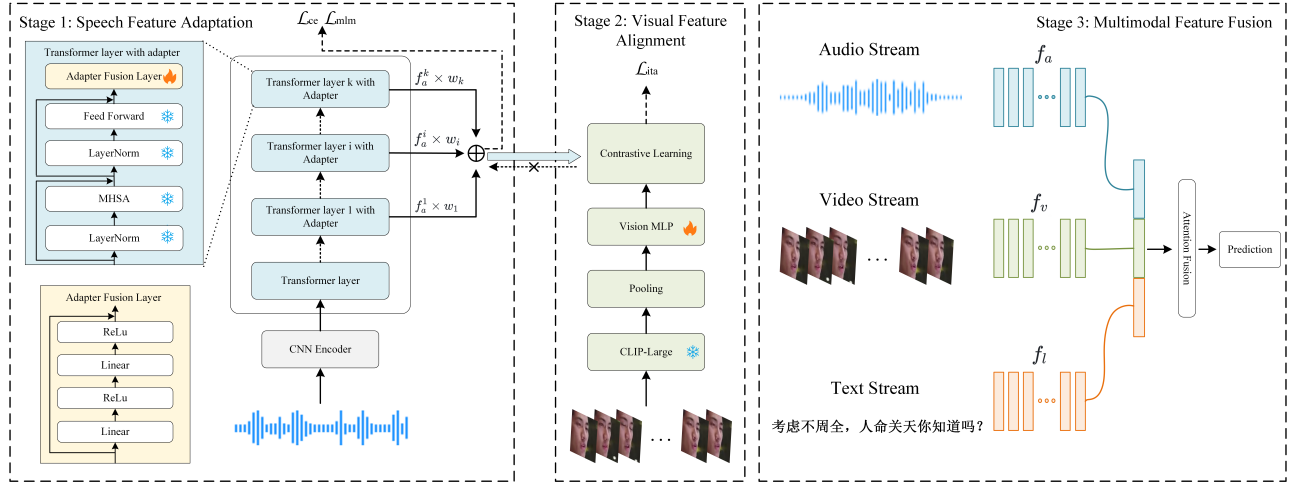 Stage 1: Speech Feature Adaptation
ℒce ℒmlm
Transformer layer with adapter
Adapter Fusion Layer
Feed Forward
LayerNorm
MHSA
LayerNorm
Adapter Fusion Layer
ReLu
Linear
ReLu
Linear
Transformer layer k with
Adapter
Transformer layer i with
Adapter
Transformer layer 1 with
Adapter
Transformer layer
CNN Encoder
f_a^k × w_k
f_a^i × w_i
f_a^1 × w_1
Stage 2: Visual Feature
Alignment
ℒita
Contrastive Learning
Vision MLP
Pooling
CLIP-Large
...
Stage 3: Multimodal Feature Fusion
Audio Stream
f_a
Video Stream
...
f_v
Text Stream
考虑不周全，人命关天你知道吗？
f_l
Attention Fusion
Prediction